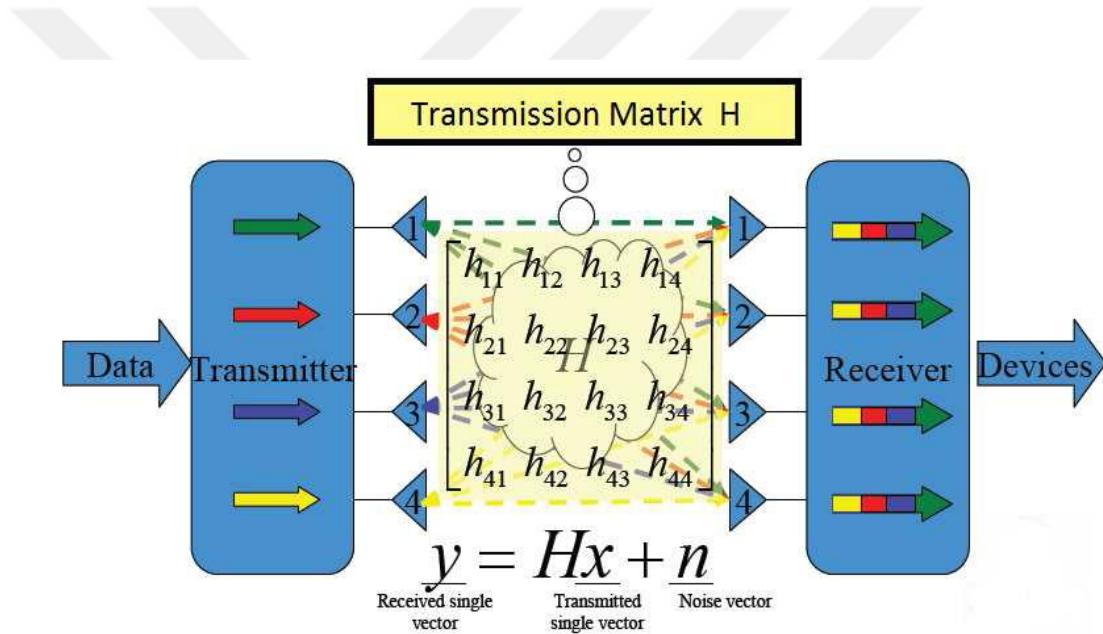 Transmission Matrix H
1 1
h11 h12 h13 h14
2 2
h21 h22 h23 h24
H
Data Transmitter Receiver Devices
3 3
h31 h32 h33 h34
h41 h42 h43 h44
4 4
y = Hx + n
Received single vector
Transmitted single vector
Noise vector